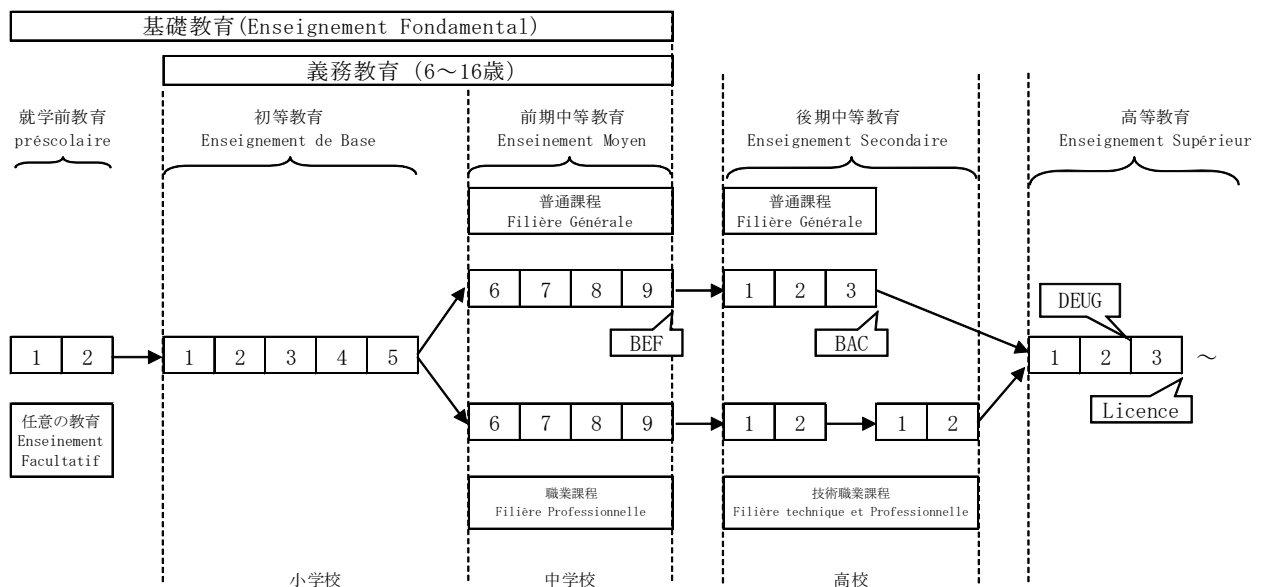 基礎教育(Enseignement Fondamental)
義務教育 (6～16歳)
就学前教育
préscolaire
初等教育
Enseignement de Base
前期中等教育
Enseinement Moyen
後期中等教育
Enseignement Secondaire
高等教育
Enseignement Supérieur
普通課程
Filière Générale
普通課程
Filière Générale
6 7 8 9
1 2 3
DEUG
BEF
BAC
1 2
1 2 3 4 5
1 2 3 ～
Licence
任意の教育
Enseinement
Facultatif
6 7 8 9
1 2
1 2
職業課程
Filière Professionnelle
技術職業課程
Filière technique et Professionnelle
小学校
中学校
高校